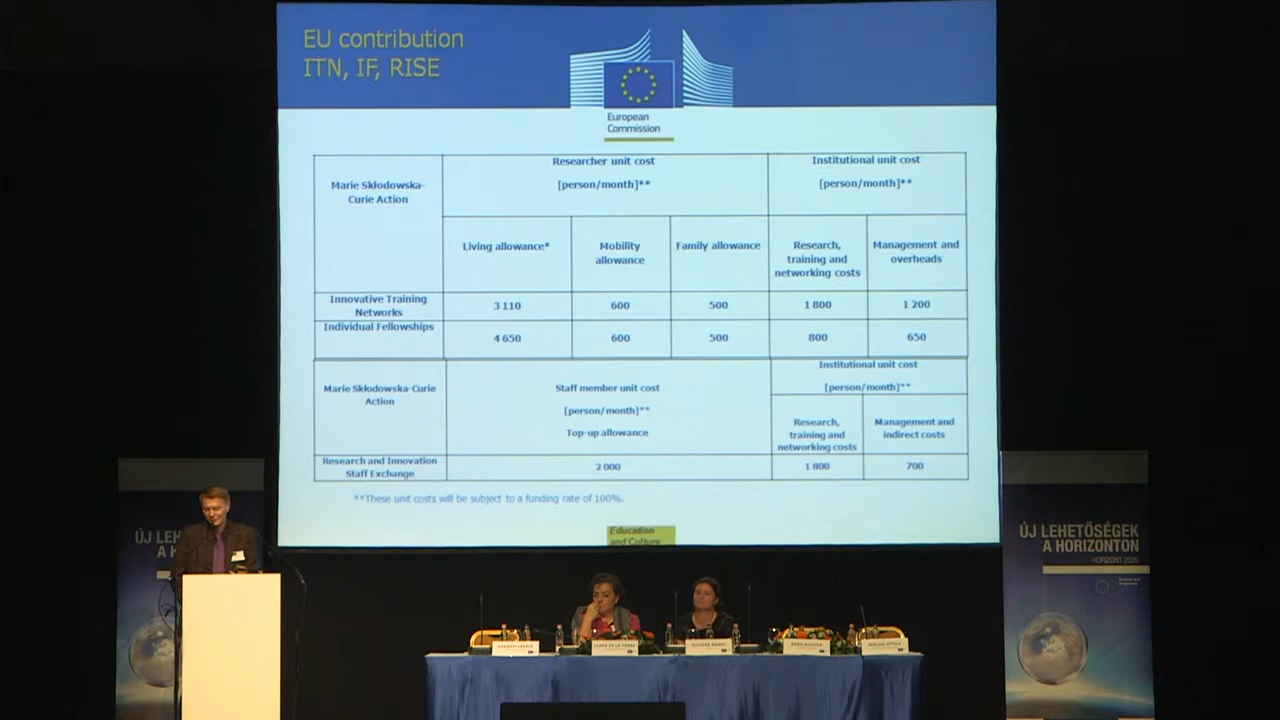 EU contribution
ITN, IF, RISE
European
Commission
Marie Skłodowska-
Curie Action
Researcher unit cost
[person/month]**
Institutional unit cost
[person/month]**
Living allowance*
Mobility
allowance
Family allowance
Research,
training and
networking costs
Management and
overheads
Innovative Training
Networks
3 110
600
500
1 800
1 200
Individual Fellowships
4 650
600
500
800
650
Marie Skłodowska-Curie
Action
Staff member unit cost
[person/month]**
Top-up allowance
Institutional unit cost
[person/month]**
Research,
training and
networking costs
Management and
indirect costs
Research and Innovation
Staff Exchange
2 000
1 800
700
**These unit costs will be subject to a funding rate of 100%.
Education
and Culture
ÚJ LEH
A H
ÚJ LEHETŐSÉGEK
A HORIZONTON
HORIZONT 2020